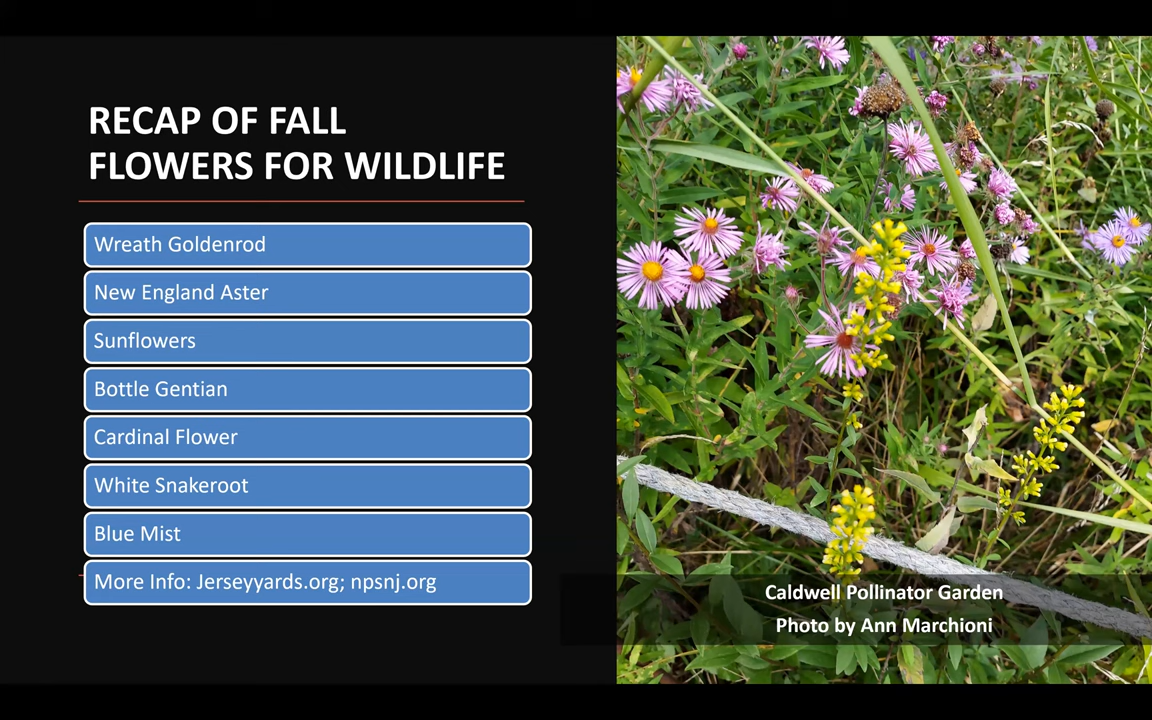 RECAP OF FALL
FLOWERS FOR WILDLIFE
Wreath Goldenrod
New England Aster
Sunflowers
Bottle Gentian
Cardinal Flower
White Snakeroot
Blue Mist
More Info: Jerseyyards.org; npsnj.org
Caldwell Pollinator Garden
Photo by Ann Marchioni